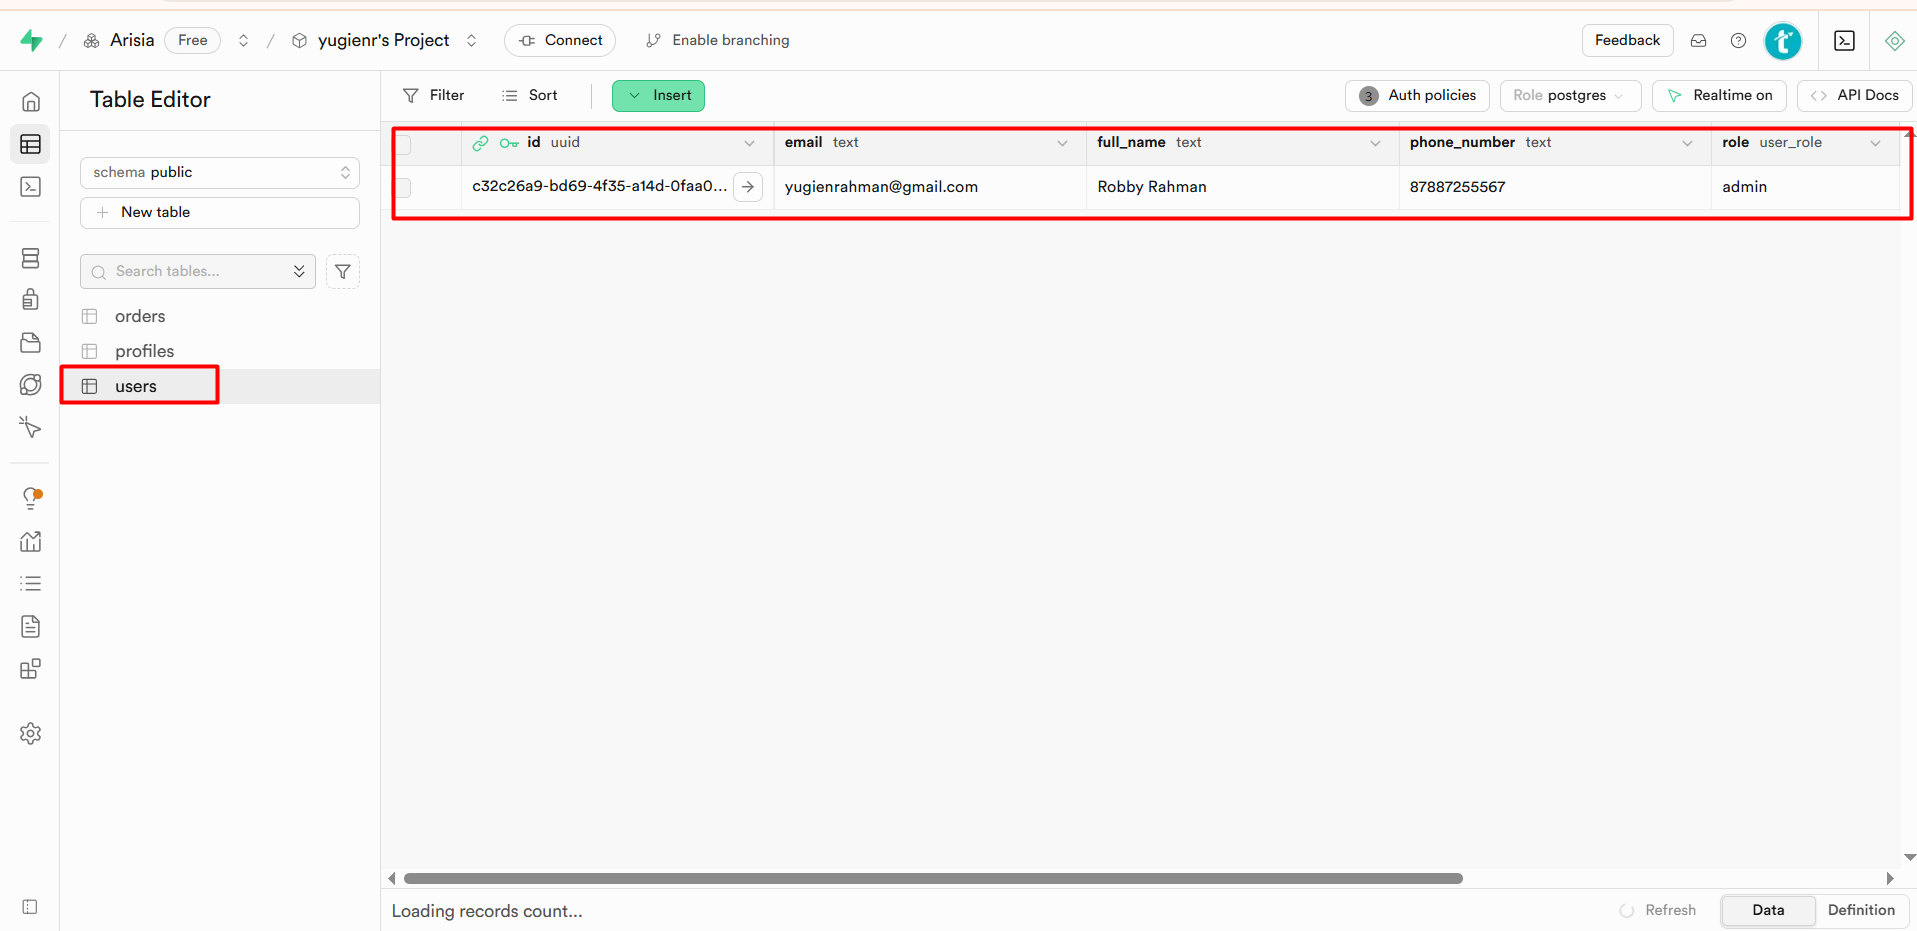 / Arisia Free / yugienr's Project Connect Enable branching Feedback
Table Editor
schema public
New table
Search tables...
orders
profiles
users
Filter Sort Insert 3 Auth policies Role postgres Realtime on API Docs
id uuid email text full_name text phone_number text role user_role
c32c26a9-bd69-4f35-a14d-0faa0... yugienrahman@gmail.com Robby Rahman 87887255567 admin
Loading records count... Refresh Data Definition